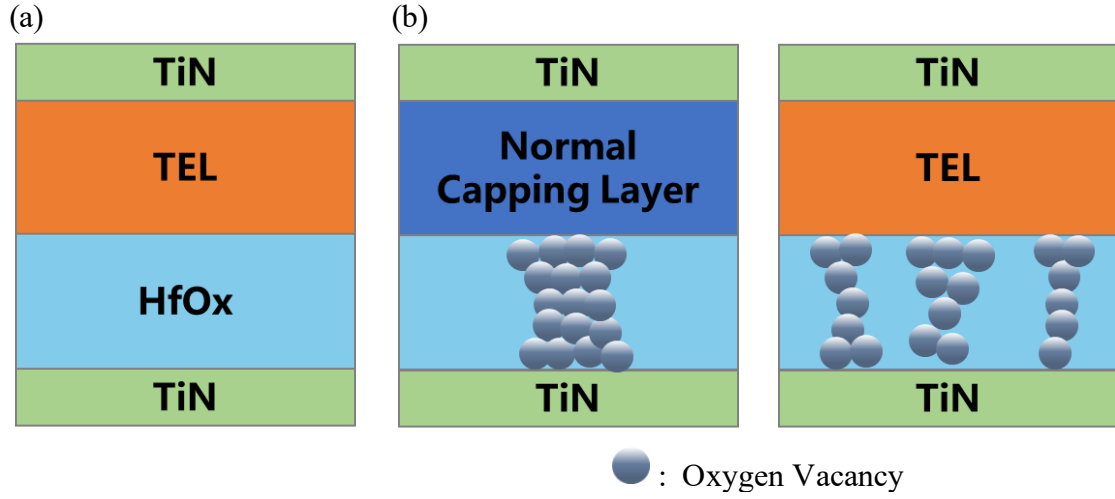 (a)
(b)
TiN
TEL
HfOx
TiN
TiN
Normal
Capping Layer
TiN
TiN
TEL
TiN
: Oxygen Vacancy